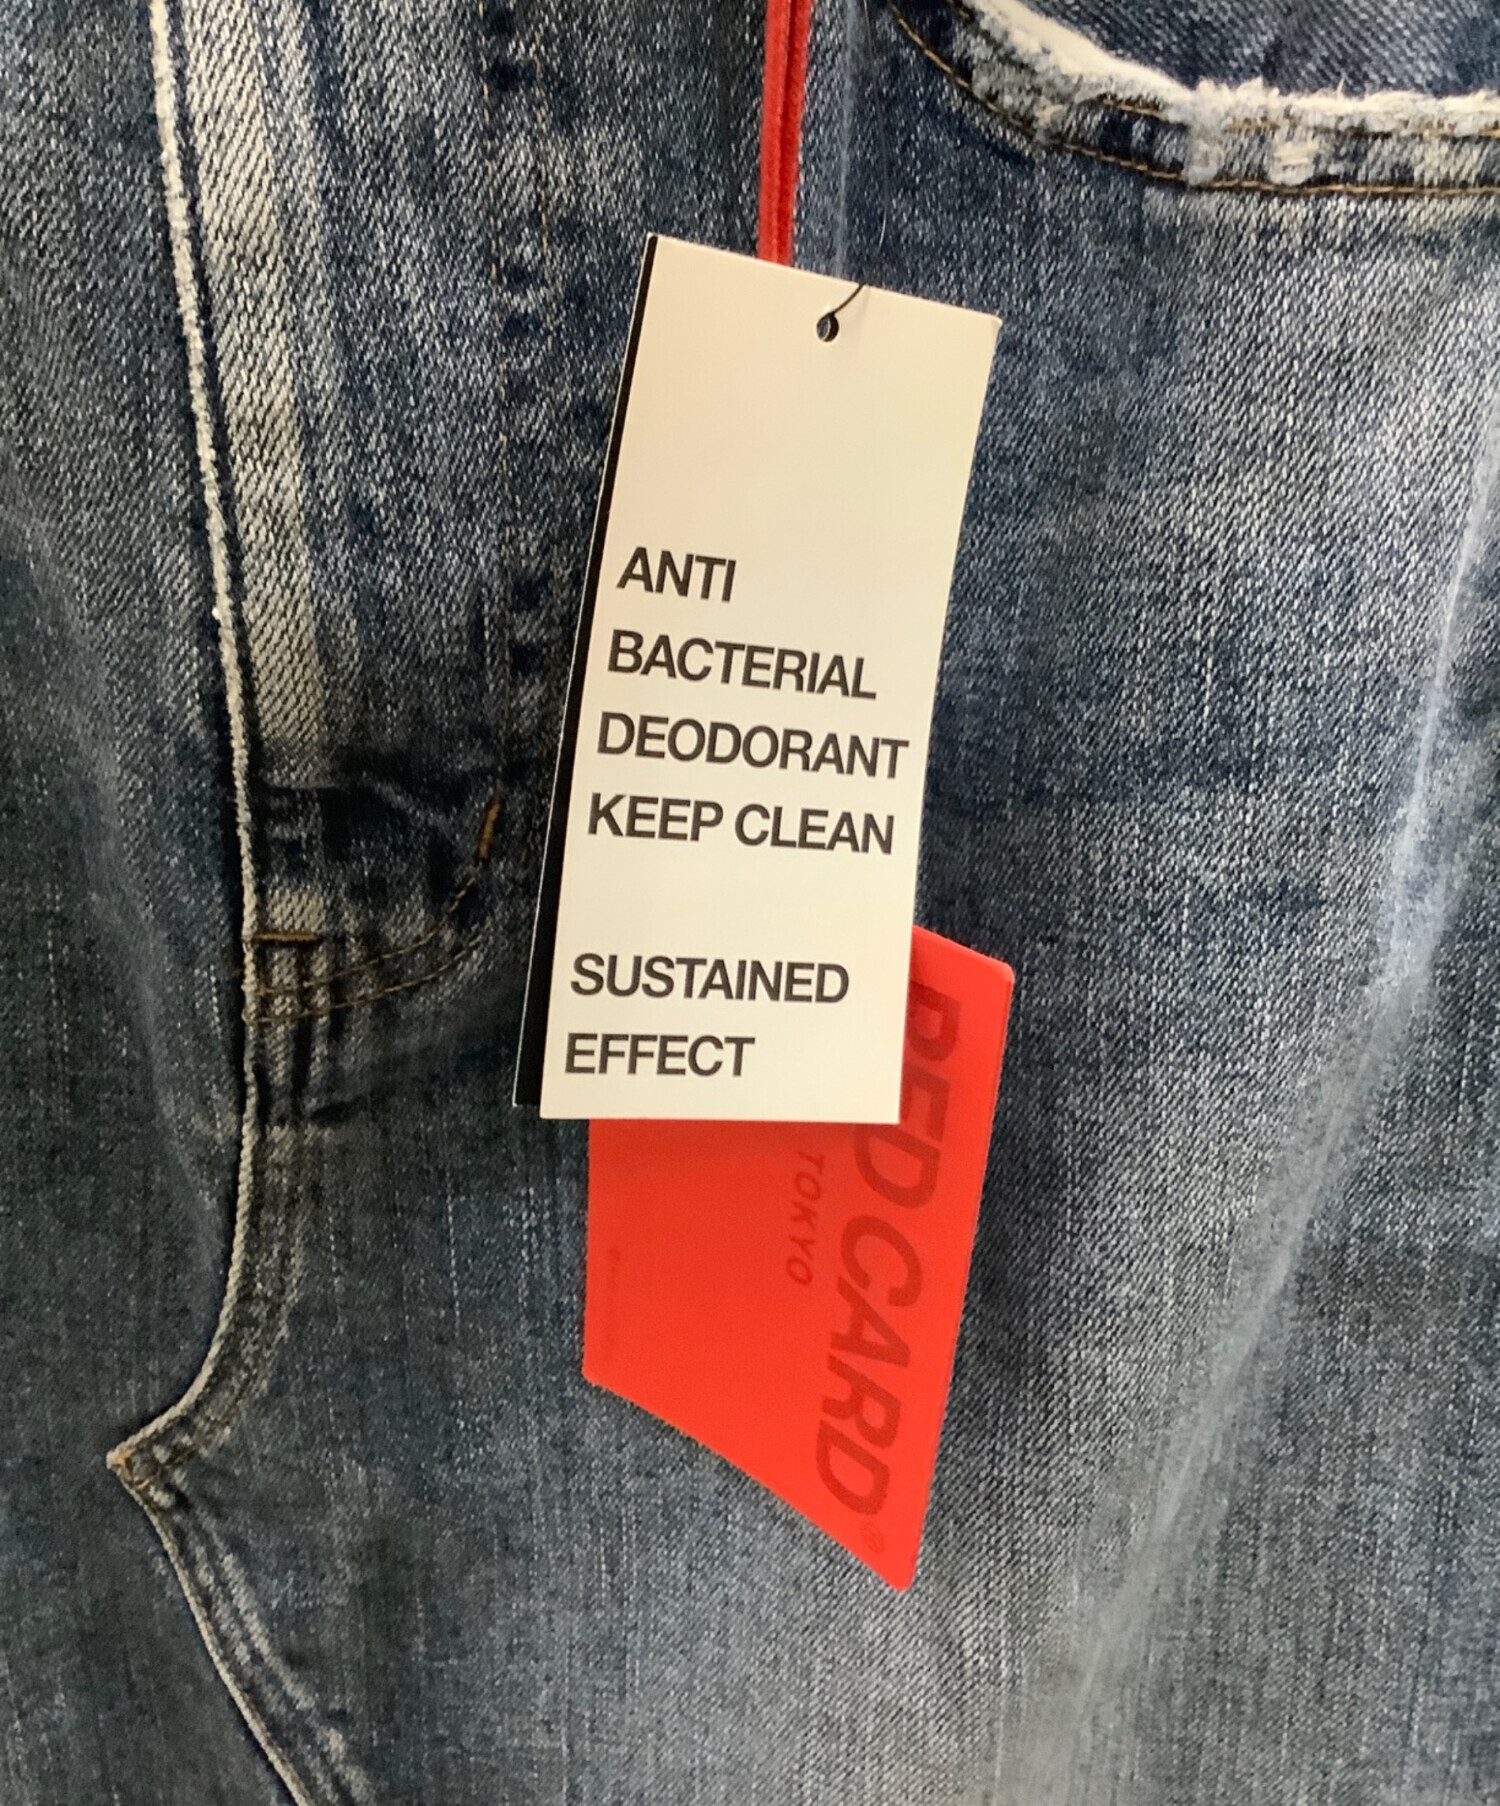 ANTI
BACTERIAL
DEODORANT
KEEP CLEAN
SUSTAINED
EFFECT
RED CARD®
TOKYO